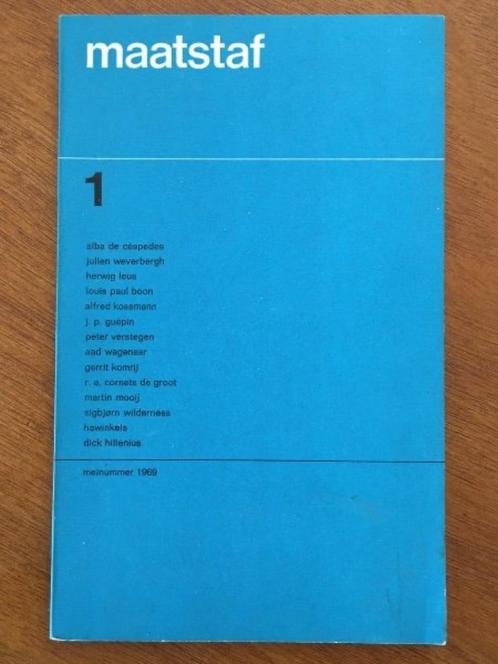 maatstaf
1
alba de céspedes
julien weverbergh
herwig leus
louis paul boon
alfred kossmann
j. p. guépin
peter verstegen
aad wagenaar
gerrit komrij
r. a. cornets de groot
martin mooij
sigbjørn wilderness
hawinkels
dick hillenius
meinummer 1969